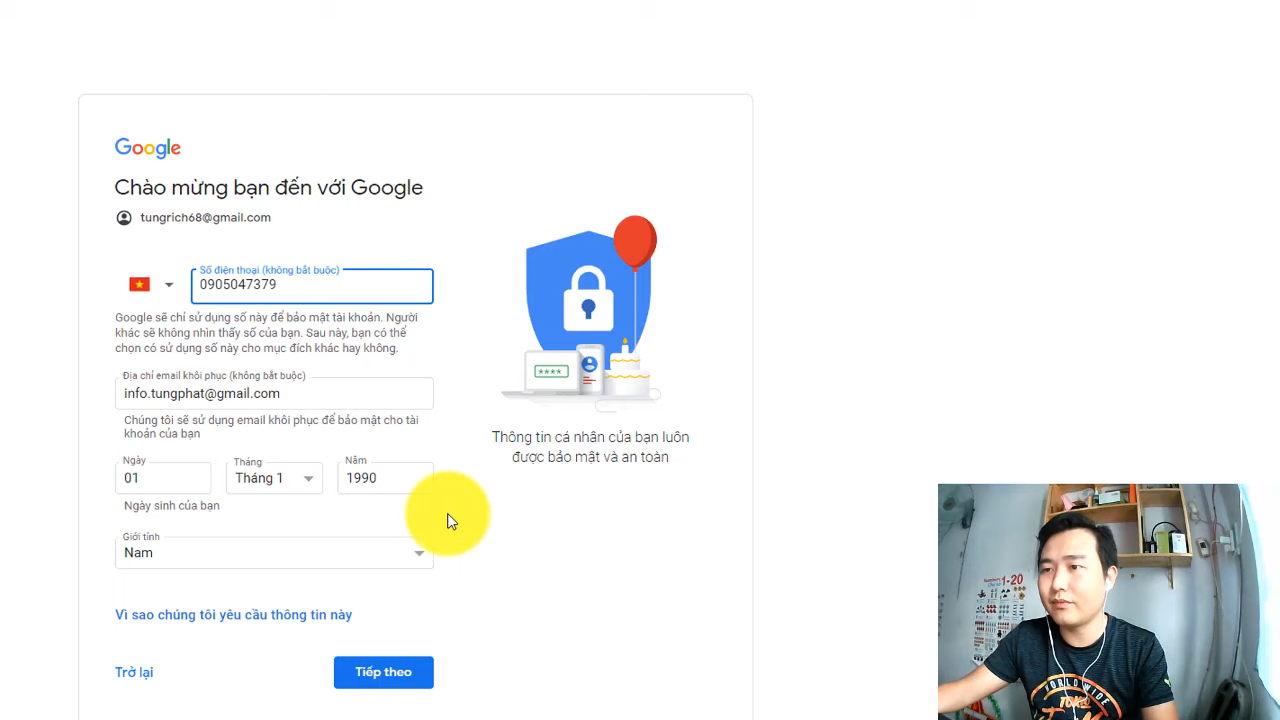 Google
Chào mừng bạn đến với Google
tungrich68@gmail.com
Số điện thoại (không bắt buộc)
0905047379
Google sẽ chỉ sử dụng số này để bảo mật tài khoản. Người
khác sẽ không nhìn thấy số của bạn. Sau này, bạn có thể
chọn có sử dụng số này cho mục đích khác hay không.
Địa chỉ email khôi phục (không bắt buộc)
info.tungphat@gmail.com
Chúng tôi sẽ sử dụng email khôi phục để bảo mật cho tài
khoản của bạn
Ngày
01
Tháng
Tháng 1
Năm
1990
Ngày sinh của bạn
Giới tính
Nam
Vì sao chúng tôi yêu cầu thông tin này
Trở lại
Tiếp theo
****
Thông tin cá nhân của bạn luôn
được bảo mật và an toàn
1-20
WORLD WIDE